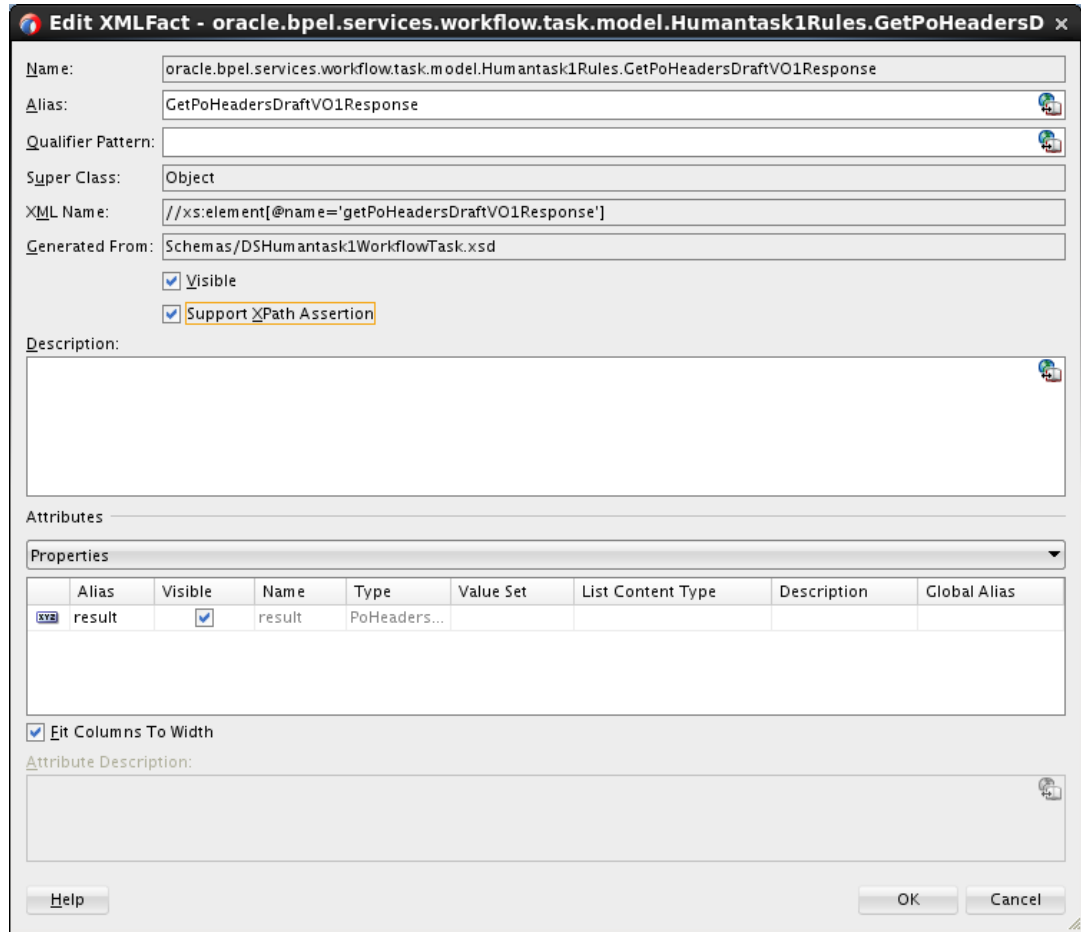 Edit XMLFact - oracle.bpel.services.workflow.task.model.Humantask1Rules.GetPoHeadersD ×
Name: oracle.bpel.services.workflow.task.model.Humantask1Rules.GetPoHeadersDraftVO1Response
Alias: GetPoHeadersDraftVO1Response
Qualifier Pattern:
Super Class: Object
XML Name: //xs:element[@name='getPoHeadersDraftVO1Response']
Generated From: Schemas/DSHumantask1WorkflowTask.xsd
Visible
Support XPath Assertion
Description:
Attributes
Properties
Alias Visible Name Type Value Set List Content Type Description Global Alias
XYZ result result PoHeaders...
Fit Columns To Width
Attribute Description:
Help OK Cancel